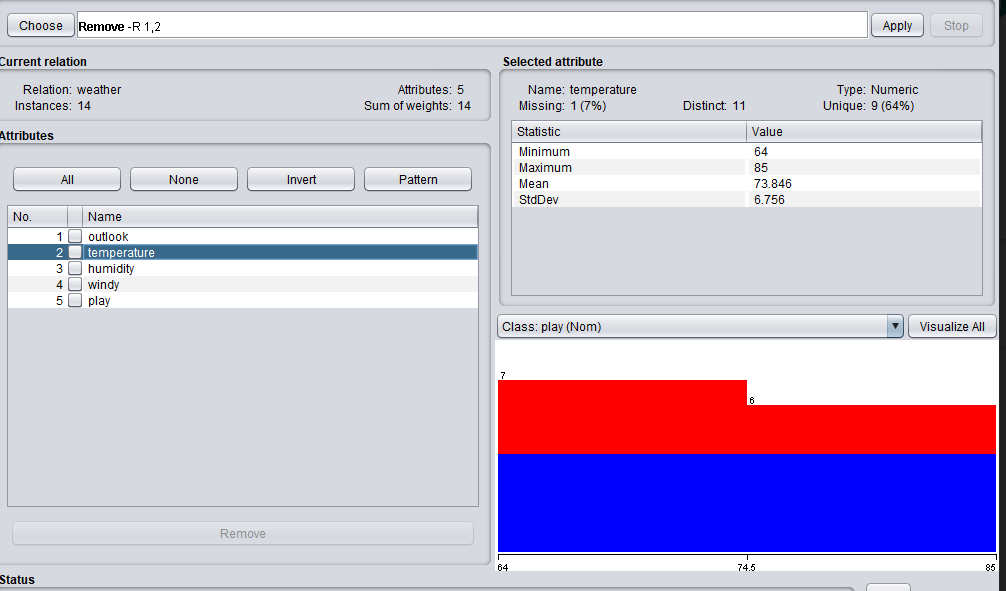 Choose Remove -R 1,2 Apply Stop
Current relation
Relation: weather Attributes: 5
Instances: 14 Sum of weights: 14
Attributes
All None Invert Pattern
No. Name
1 outlook
2 temperature
3 humidity
4 windy
5 play
Remove
Status
Selected attribute
Name: temperature Type: Numeric
Missing: 1 (7%) Distinct: 11 Unique: 9 (64%)
Statistic Value
Minimum 64
Maximum 85
Mean 73.846
StdDev 6.756
Class: play (Nom) Visualize All
7
6
64 74.5 85